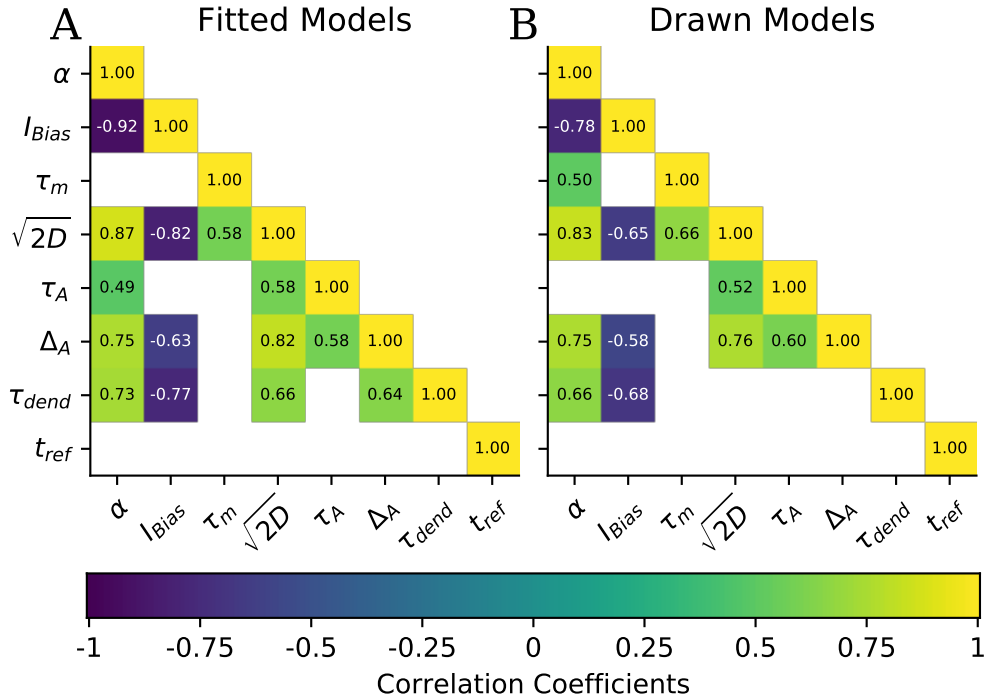 A Fitted Models
α 1.00
I_Bias -0.92 1.00
τ_m 1.00
√2D 0.87 -0.82 0.58 1.00
τ_A 0.49 0.58 1.00
Δ_A 0.75 -0.63 0.82 0.58 1.00
τ_dend 0.73 -0.77 0.66 0.64 1.00
t_ref 1.00
α I_Bias τ_m √2D τ_A Δ_A τ_dend t_ref
B Drawn Models
1.00
-0.78 1.00
0.50 1.00
0.83 -0.65 0.66 1.00
0.52 1.00
0.75 -0.58 0.76 0.60 1.00
0.66 -0.68 1.00
1.00
α I_Bias τ_m √2D τ_A Δ_A τ_dend t_ref
-1 -0.75 -0.5 -0.25 0 0.25 0.5 0.75 1
Correlation Coefficients